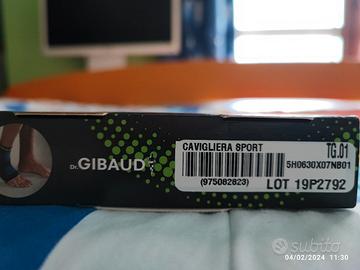 Dr. GIBAUD
CAVIGLIERA SPORT
TG.01
5H0630X07NB01
(975082823)
LOT 19P2792
subito
04/02/2024 11:30